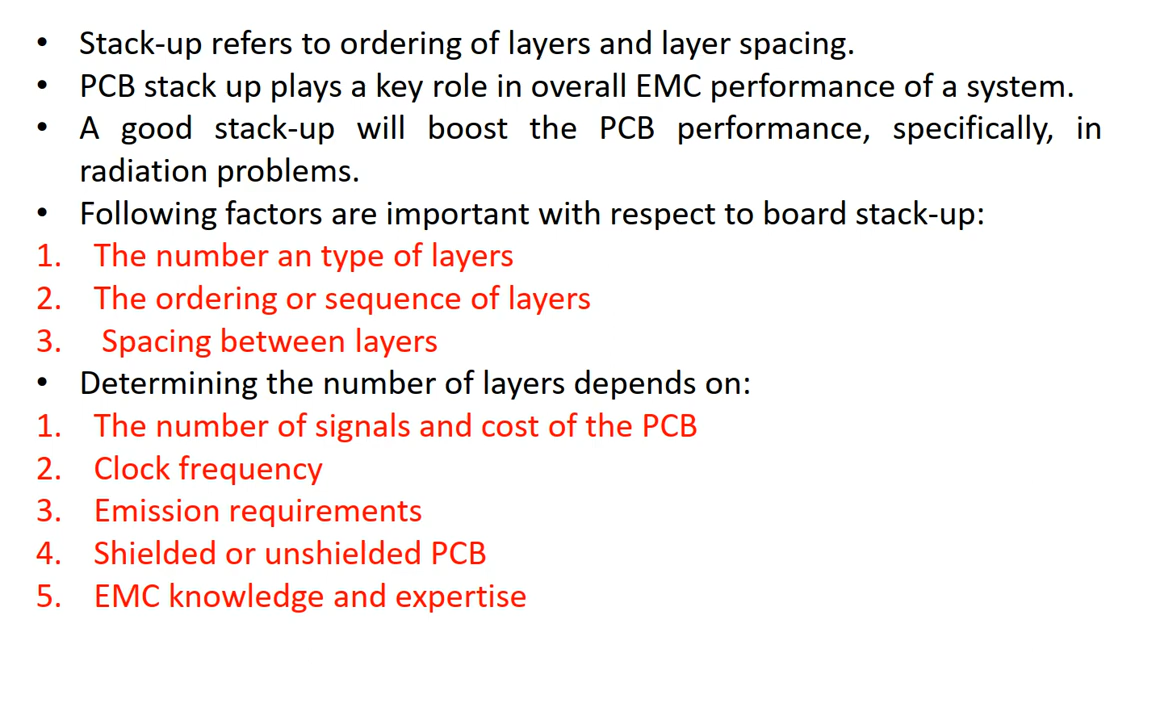 • Stack-up refers to ordering of layers and layer spacing.
• PCB stack up plays a key role in overall EMC performance of a system.
• A good stack-up will boost the PCB performance, specifically, in
radiation problems.
• Following factors are important with respect to board stack-up:
1. The number an type of layers
2. The ordering or sequence of layers
3. Spacing between layers
• Determining the number of layers depends on:
1. The number of signals and cost of the PCB
2. Clock frequency
3. Emission requirements
4. Shielded or unshielded PCB
5. EMC knowledge and expertise